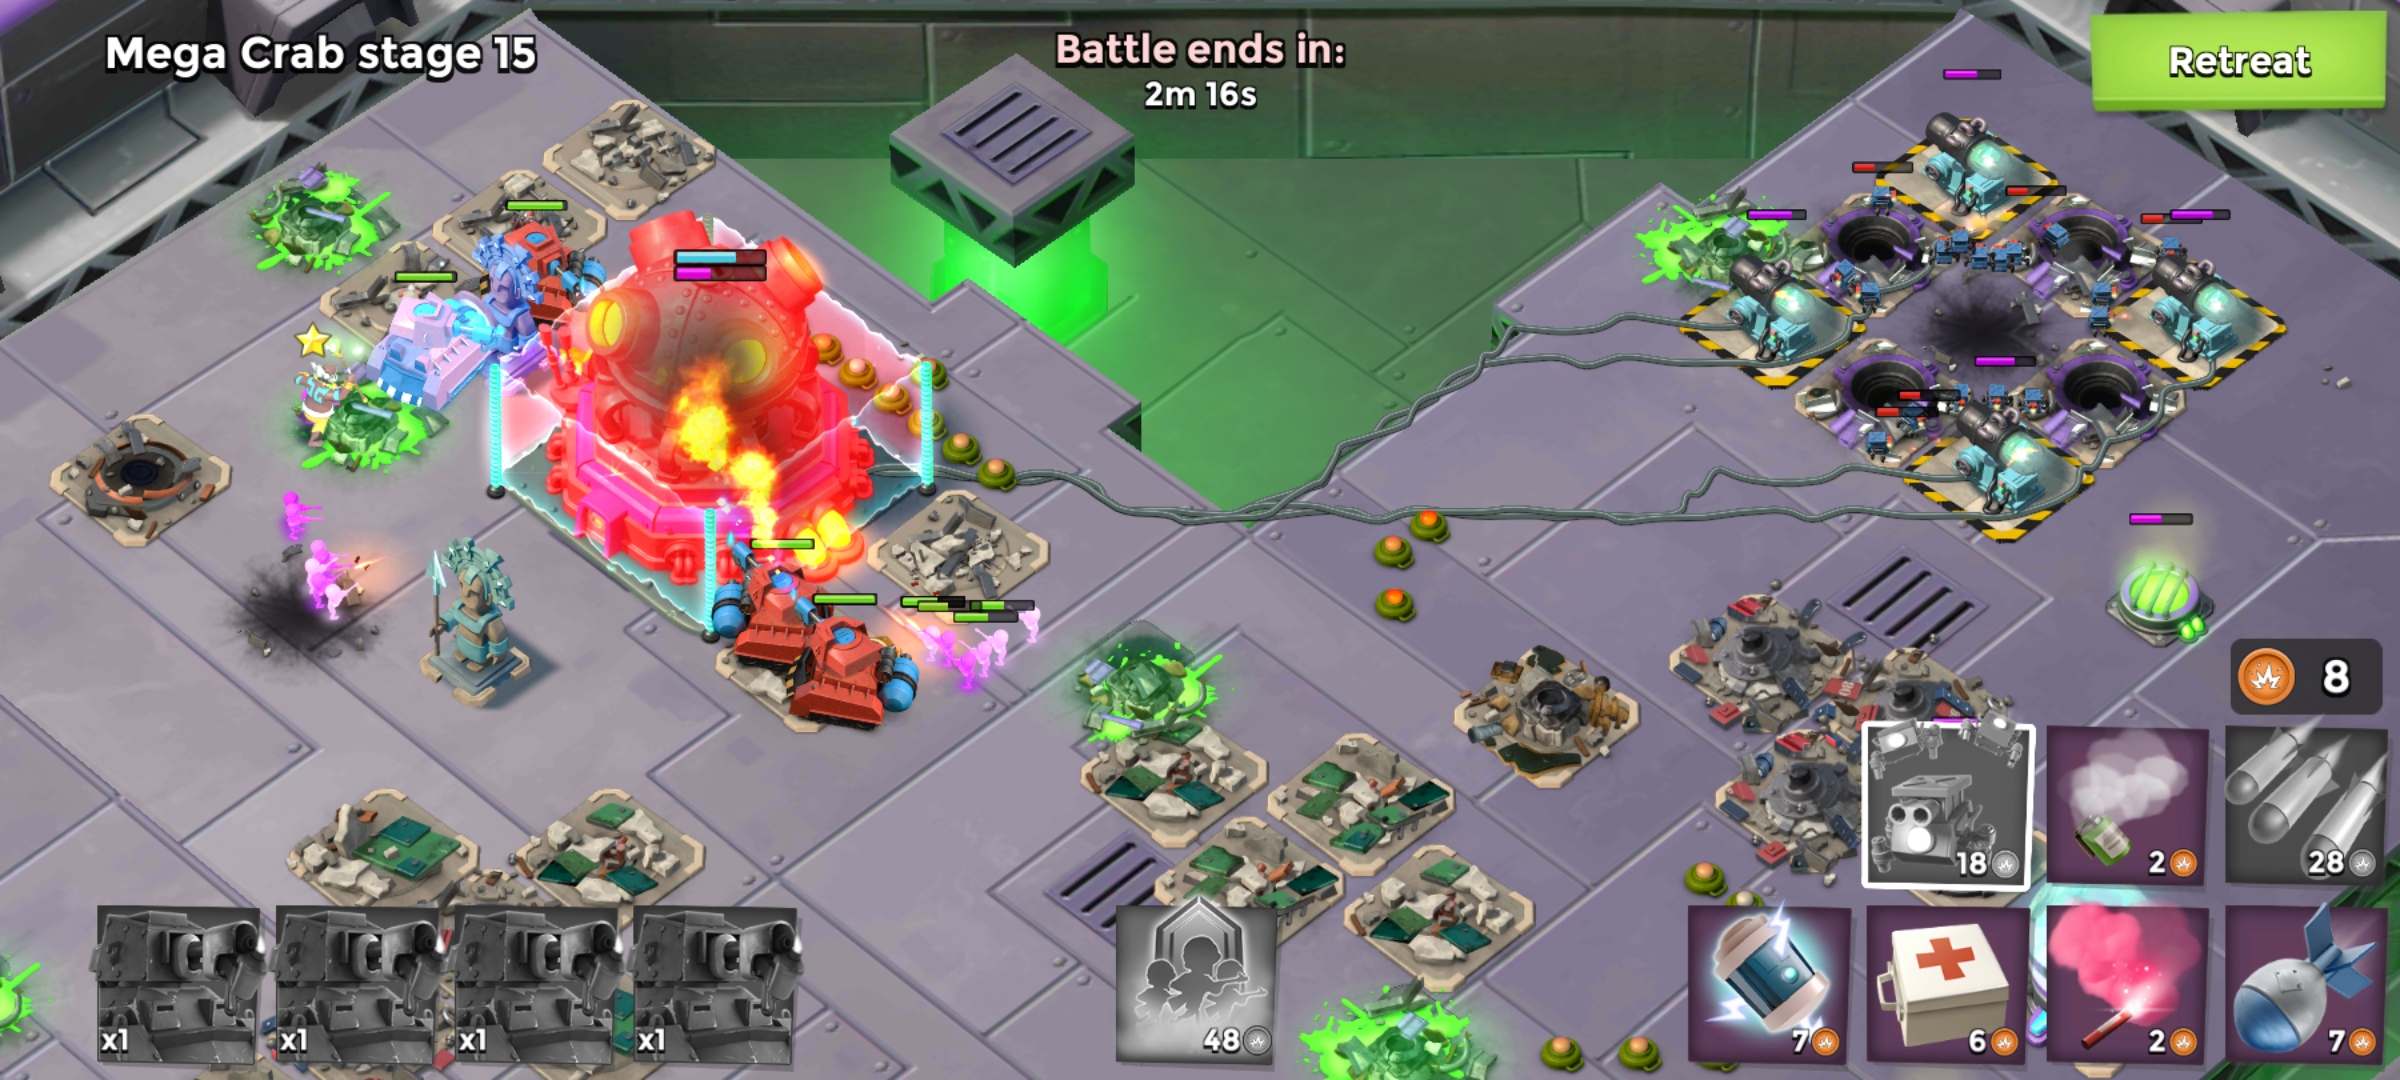 Mega Crab stage 15
Battle ends in:
2m 16s
Retreat
8
18
2
28
x1
x1
x1
x1
48
7
6
2
7